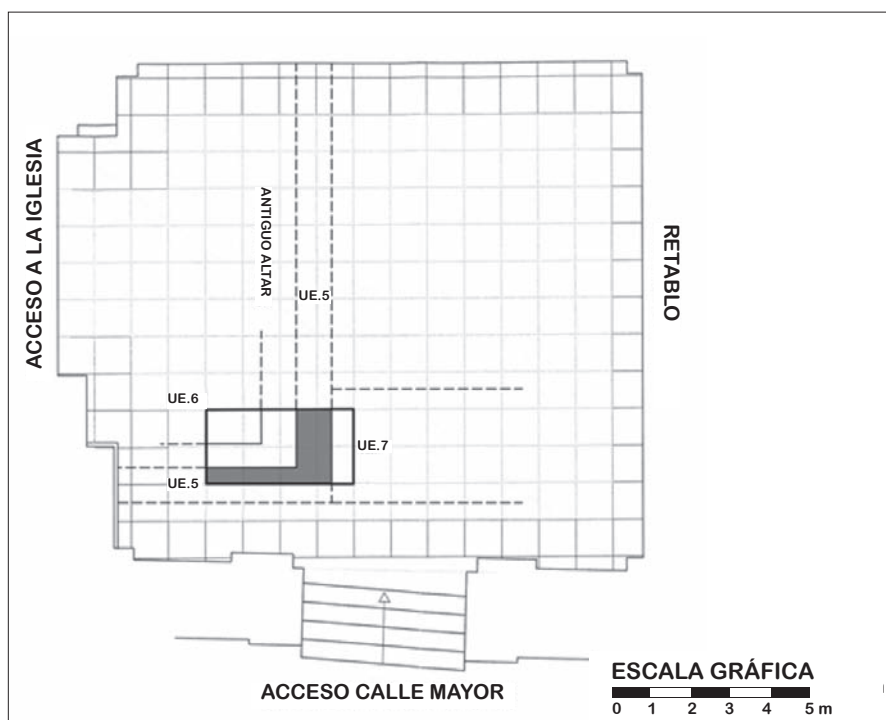 ACCESO A LA IGLESIA
ANTIGUO ALTAR
UE.5
RETABLO
UE.6
UE.7
UE.5
ACCESO CALLE MAYOR
ESCALA GRÁFICA
0 1 2 3 4 5 m